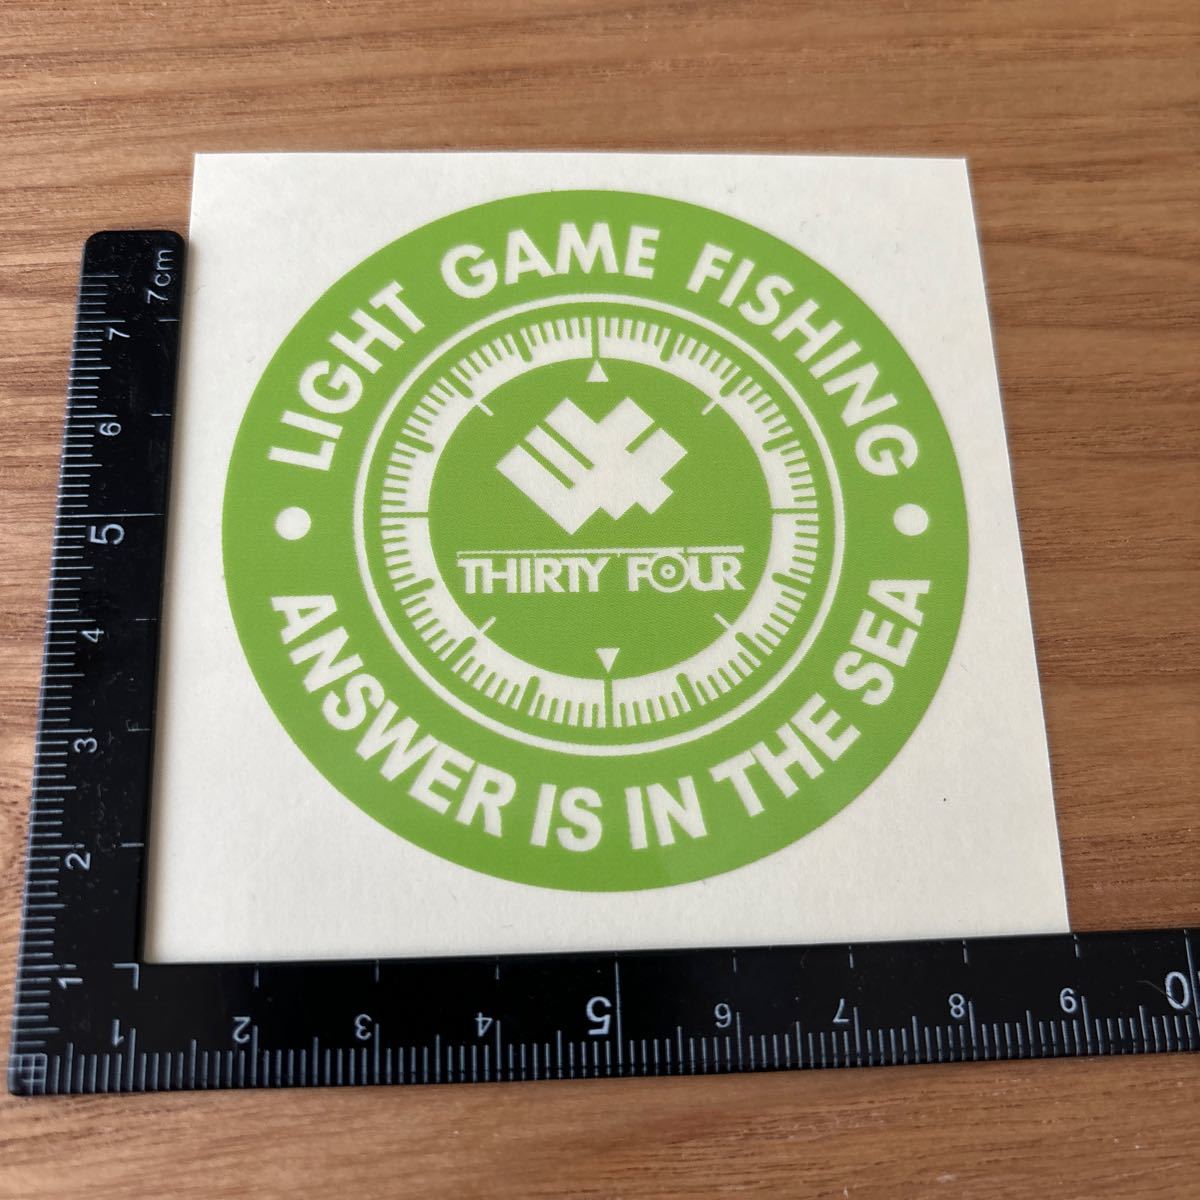 LIGHT GAME FISHING
THIRTY FOUR
ANSWER IS IN THE SEA
7cm
7
6
5
4
3
2
1
1 2 3 4 5 6 7 8 9 0